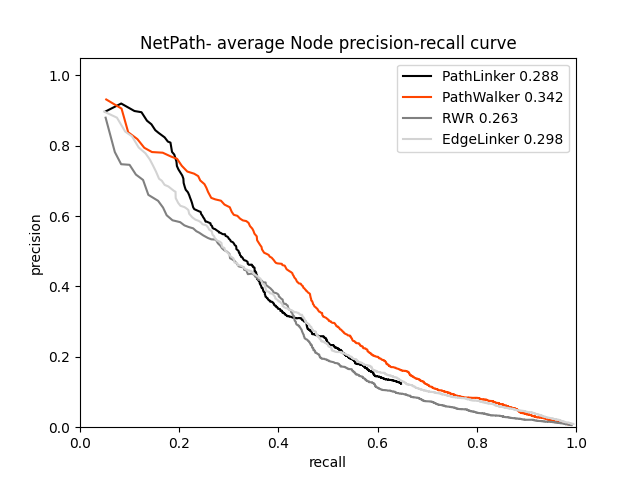 NetPath- average Node precision-recall curve
PathLinker 0.288
PathWalker 0.342
RWR 0.263
EdgeLinker 0.298
precision
1.0
0.8
0.6
0.4
0.2
0.0
0.0 0.2 0.4 0.6 0.8 1.0
recall